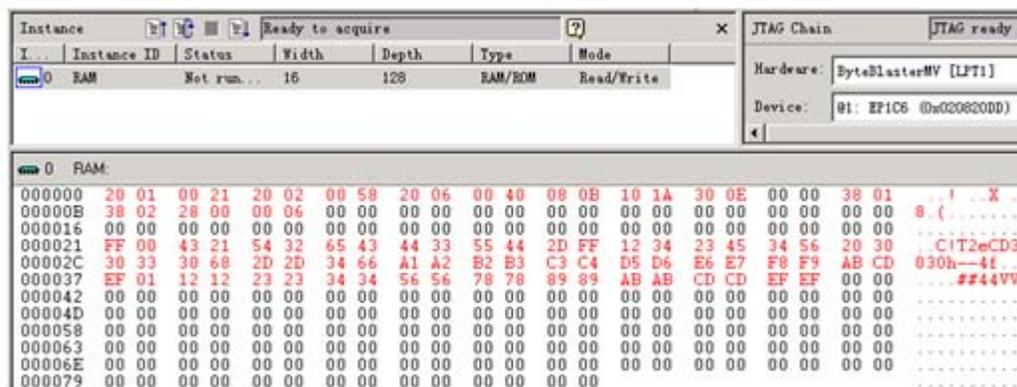 Instance Ready to acquire JTAG Chain JTAG ready
I... Instance ID Status Width Depth Type Mode
0 RAM Not run... 16 128 RAM/ROM Read/Write
Hardware: ByteBlasterMV [LPT1]
Device: @1: EP1C6 (0x020820DD)
0 RAM:
000000 20 01 00 21 20 02 00 58 20 06 00 40 08 0B 10 1A 30 0E 00 00 38 01 ...! ..X.
00000B 38 02 28 00 00 06 00 00 00 00 00 00 00 00 00 00 00 00 00 00 00 00 8.(.......
000016 00 00 00 00 00 00 00 00 00 00 00 00 00 00 00 00 00 00 00 00 00 00 ..........
000021 FF 00 43 21 54 32 65 43 44 33 55 44 2D FF 12 34 23 45 34 56 20 30 ..C!T2eCD3
00002C 30 33 30 68 2D 2D 34 66 A1 A2 B2 B3 C3 C4 D5 D6 E6 E7 F8 F9 AB CD 030h--4f..
000037 EF 01 12 12 23 23 34 34 56 56 78 78 89 89 AB AB CD CD EF EF 00 00 ....##44VV
000042 00 00 00 00 00 00 00 00 00 00 00 00 00 00 00 00 00 00 00 00 00 00 ..........
00004D 00 00 00 00 00 00 00 00 00 00 00 00 00 00 00 00 00 00 00 00 00 00 ..........
000058 00 00 00 00 00 00 00 00 00 00 00 00 00 00 00 00 00 00 00 00 00 00 ..........
000063 00 00 00 00 00 00 00 00 00 00 00 00 00 00 00 00 00 00 00 00 00 00 ..........
00006E 00 00 00 00 00 00 00 00 00 00 00 00 00 00 00 00 00 00 00 00 00 00 ..........
000079 00 00 00 00 00 00 00 00 00 00 00 00 00 00